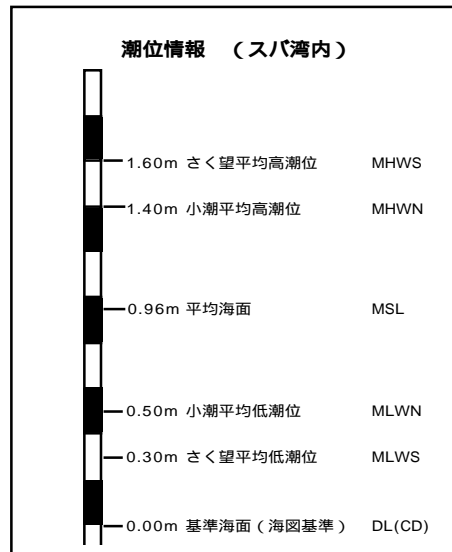 潮位情報 （スバ湾内）
1.60m さく望平均高潮位 MHWS
1.40m 小潮平均高潮位 MHWN
0.96m 平均海面 MSL
0.50m 小潮平均低潮位 MLWN
0.30m さく望平均低潮位 MLWS
0.00m 基準海面（海図基準） DL(CD)